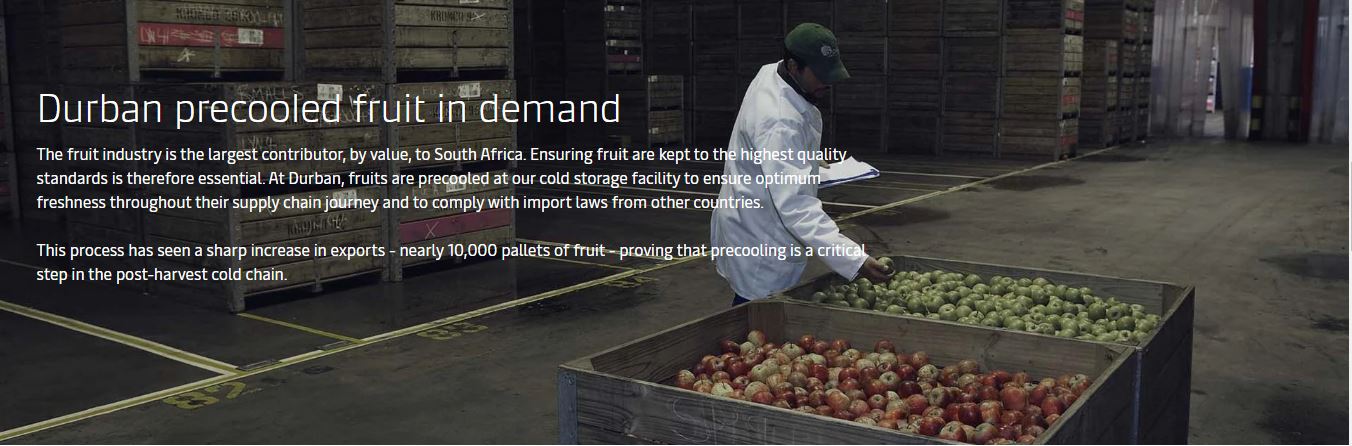 Durban precooled fruit in demand
The fruit industry is the largest contributor, by value, to South Africa. Ensuring fruit are kept to the highest quality
standards is therefore essential. At Durban, fruits are precooled at our cold storage facility to ensure optimum
freshness throughout their supply chain journey and to comply with import laws from other countries.
This process has seen a sharp increase in exports - nearly 10,000 pallets of fruit - proving that precooling is a critical
step in the post-harvest cold chain.